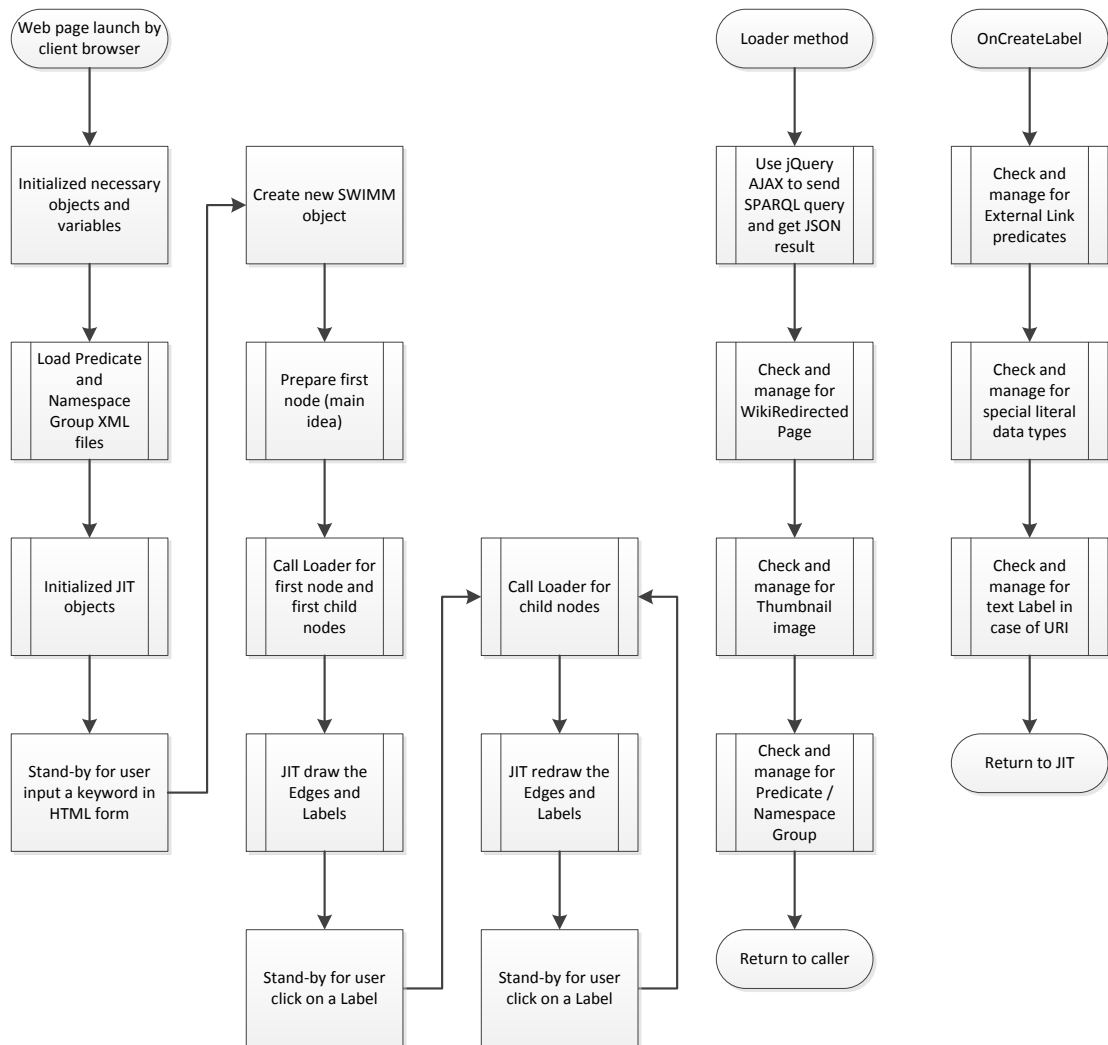 Web page launch by
client browser
Initialized necessary
objects and
variables
Load Predicate
and
Namespace
Group XML
files
Initialized JIT
objects
Stand-by for user
input a keyword in
HTML form
Create new SWIMM
object
Prepare first
node (main
idea)
Call Loader for
first node and
first child
nodes
JIT draw the
Edges and
Labels
Stand-by for user
click on a Label
Call Loader for
child nodes
JIT redraw the
Edges and
Labels
Stand-by for user
click on a Label
Loader method
Use jQuery
AJAX to send
SPARQL query
and get JSON
result
Check and
manage for
WikiRedirected
Page
Check and
manage for
Thumbnail
image
Check and
manage for
Predicate /
Namespace
Group
Return to caller
OnCreateLabel
Check and
manage for
External Link
predicates
Check and
manage for
special literal
data types
Check and
manage for
text Label in
case of URI
Return to JIT